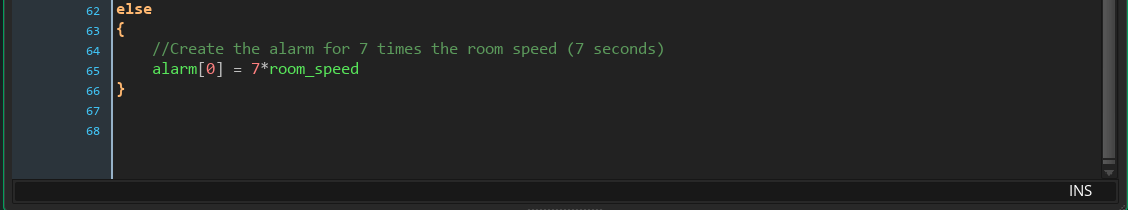 62 else
63 {
64 //Create the alarm for 7 times the room speed (7 seconds)
65 alarm[0] = 7*room_speed
66 }
67
68
INS